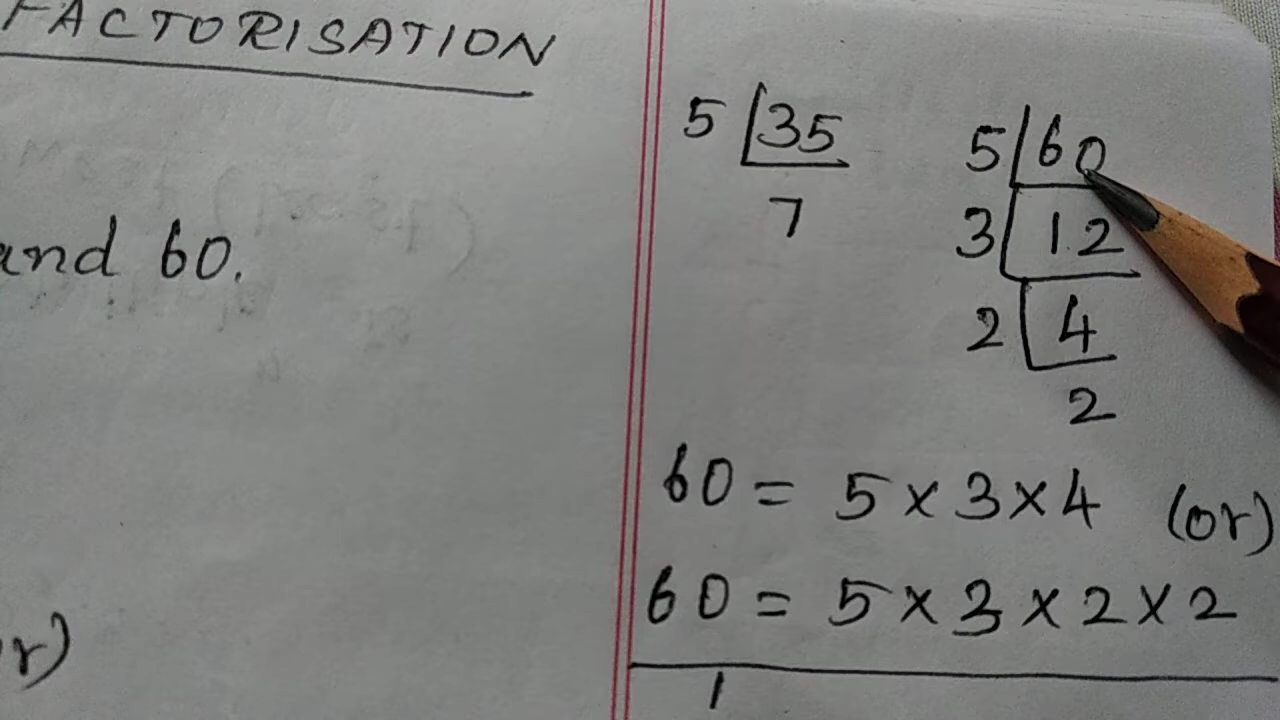 FACTORISATION
and 60.
r)
5 35
7
5 60
3 12
2 4
2
60 = 5 × 3 × 4 (or)
60 = 5 × 3 × 2 × 2